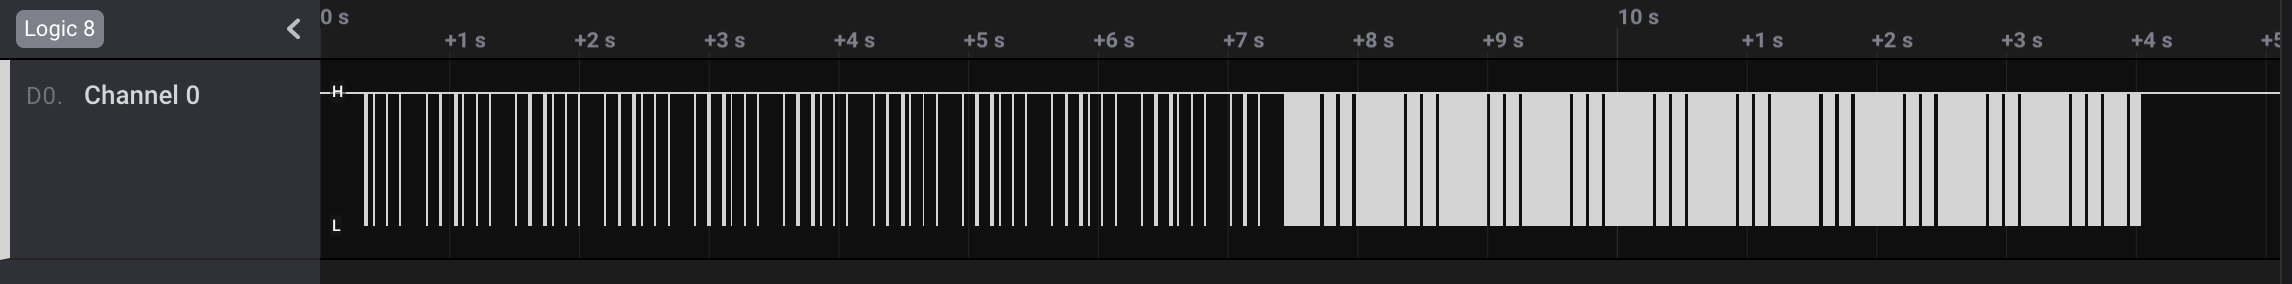 Logic 8
0 s
10 s
+1 s +2 s +3 s +4 s +5 s +6 s +7 s +8 s +9 s +1 s +2 s +3 s +4 s
D0. Channel 0
H
L